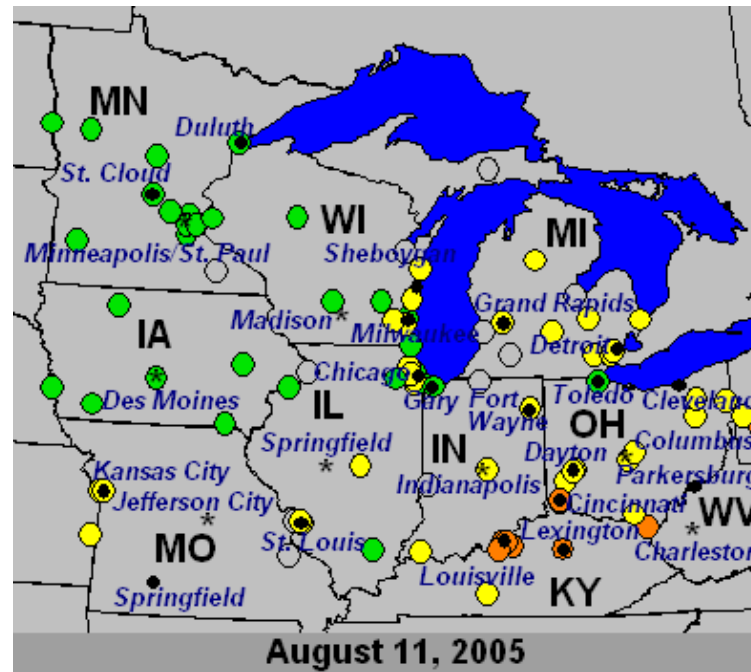 MN
Duluth
St. Cloud
WI
MI
Minneapolis/St. Paul
Sheboygan
Grand Rapids
Madison
Milwaukee
IA
Detroit
Chicago
Des Moines
Gary
Fort
Wayne
Toledo
Cleveland
IL
OH
Springfield
IN
Dayton
Columbus
Kansas City
Indianapolis
Parkersburg
Jefferson City
Cincinnati
WV
St. Louis
Lexington
MO
Charleston
Louisville
KY
Springfield
August 11, 2005